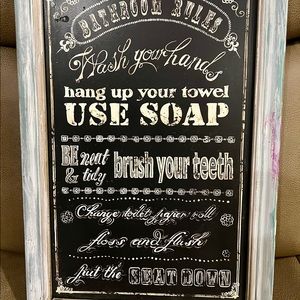 BATHROOM RULES
Wash your hands
hang up your towel
USE SOAP
BE neat & tidy
brush your teeth
Change toilet paper roll
floss and flush
Put the SEAT DOWN